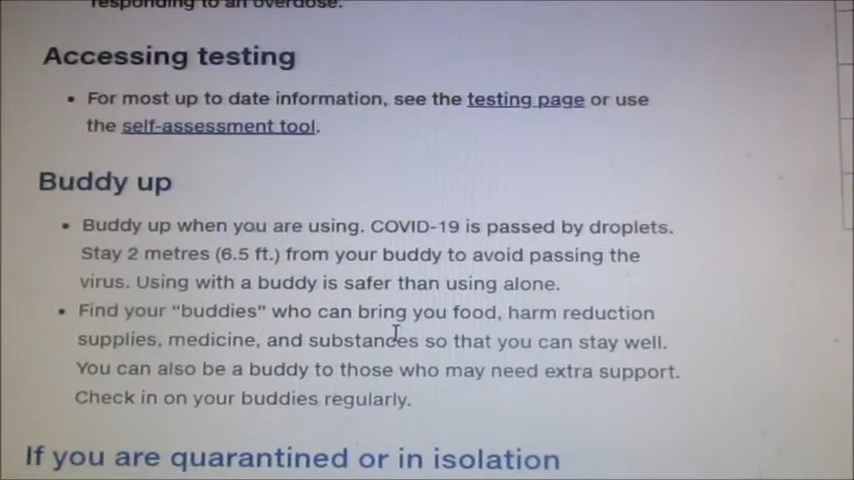 responding to an overdose.
Accessing testing
• For most up to date information, see the testing page or use
the self-assessment tool.
Buddy up
• Buddy up when you are using. COVID-19 is passed by droplets.
Stay 2 metres (6.5 ft.) from your buddy to avoid passing the
virus. Using with a buddy is safer than using alone.
• Find your "buddies" who can bring you food, harm reduction
supplies, medicine, and substances so that you can stay well.
You can also be a buddy to those who may need extra support.
Check in on your buddies regularly.
If you are quarantined or in isolation